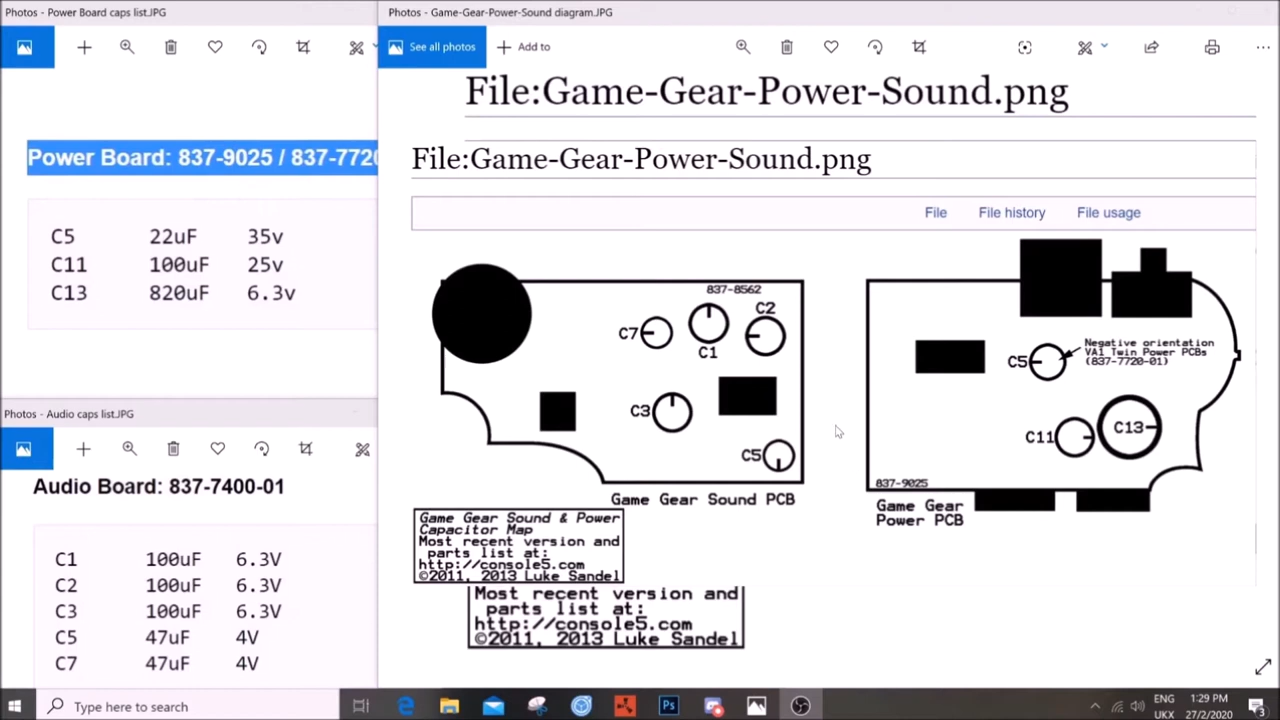 Photos - Power Board caps list.JPG
Power Board: 837-9025 / 837-7720
C5 22uF 35v
C11 100uF 25v
C13 820uF 6.3v
Photos - Audio caps list.JPG
Audio Board: 837-7400-01
C1 100uF 6.3V
C2 100uF 6.3V
C3 100uF 6.3V
C5 47uF 4V
C7 47uF 4V
Photos - Game-Gear-Power-Sound diagram.JPG
See all photos
Add to
File:Game-Gear-Power-Sound.png
File:Game-Gear-Power-Sound.png
File File history File usage
837-8562
C7
C1
C2
C3
C5
Game Gear Sound PCB
C5
Negative orientation
VA1 Twin Power PCBs
(837-7720-01)
C11
C13
837-9025
Game Gear
Power PCB
Game Gear Sound & Power
Capacitor Map
Most recent version and
parts list at:
http://console5.com
©2011, 2013 Luke Sandel
Most recent version and
parts list at:
http://console5.com
©2011, 2013 Luke Sandel
Type here to search
Ps
ENG
UKX
1:29 PM
27/2/2020
3